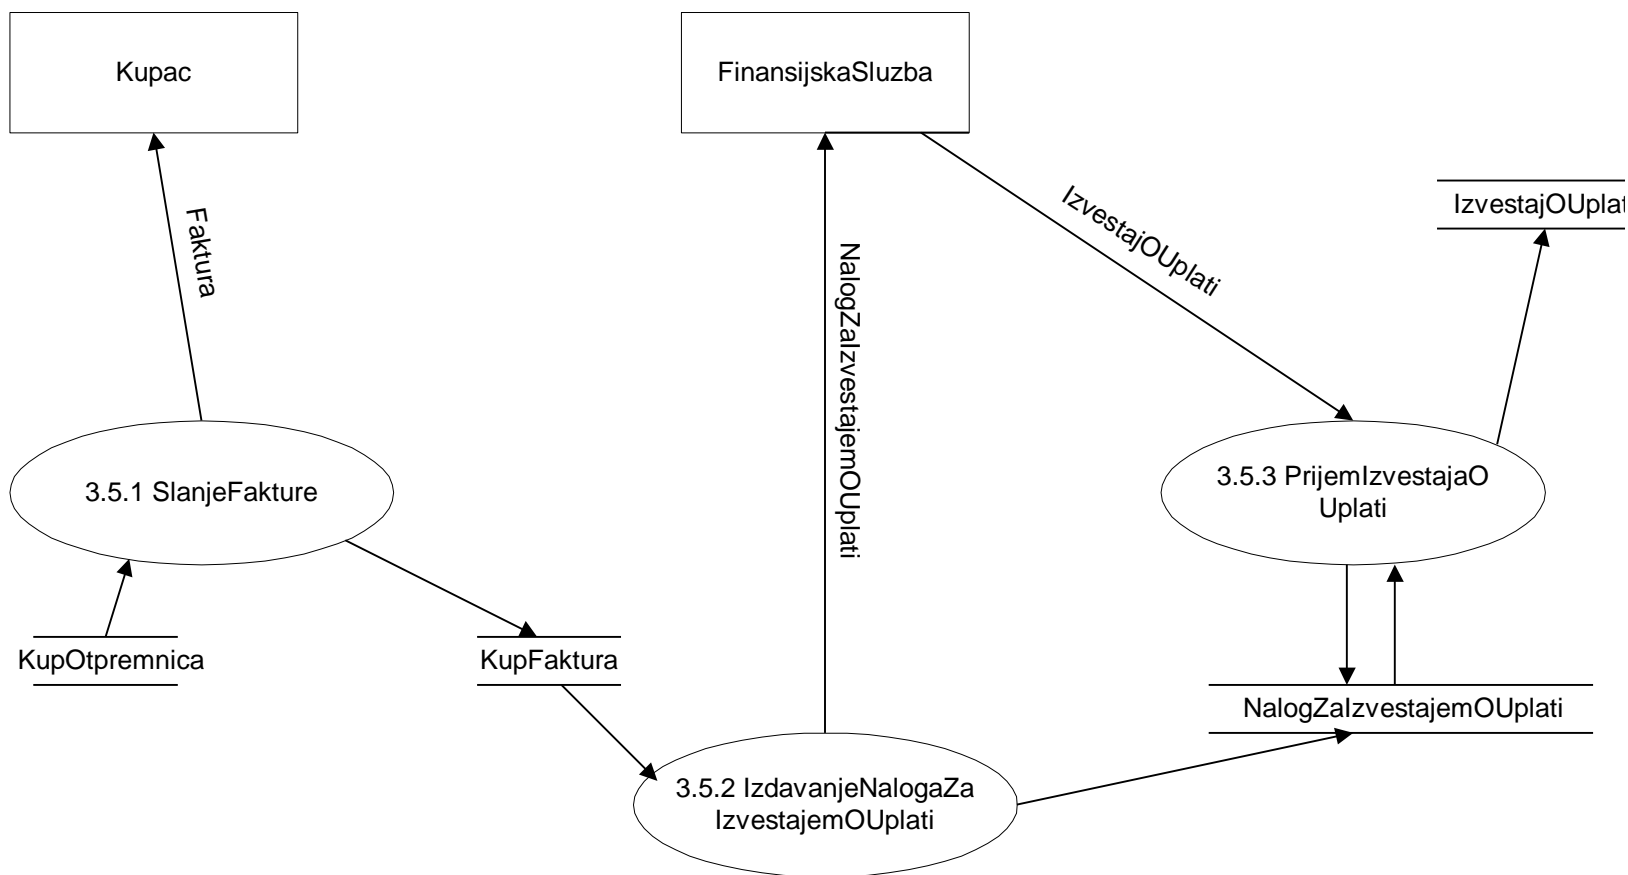 Kupac
FinansijskaSluzba
Faktura
NalogZaIzvestajemOUplati
IzvestajOUplati
IzvestajOUplat
3.5.1 SlanjeFakture
3.5.3 PrijemIzvestajaO
Uplati
KupOtpremnica
KupFaktura
NalogZaIzvestajemOUplati
3.5.2 IzdavanjeNalogaZa
IzvestajemOUplati